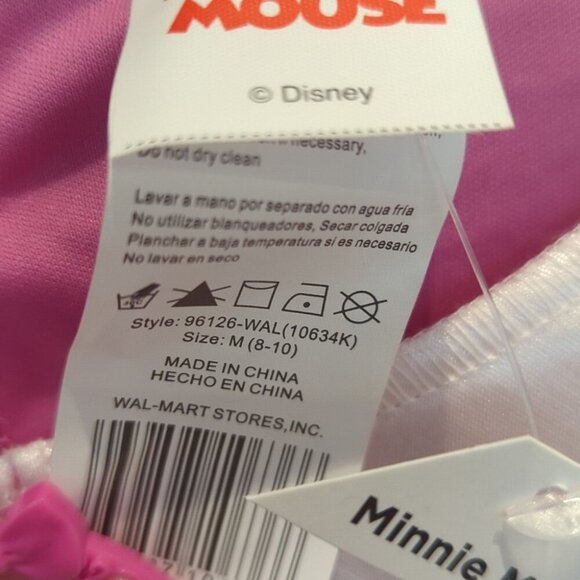 MOUSE
© Disney
necessary,
Do not dry clean
Lavar a mano por separado con agua fría
No utilizar blanqueadores, Secar colgada
Planchar a baja temperatura si es necesario
No lavar en seco
Style: 96126-WAL(10634K)
Size: M (8-10)
MADE IN CHINA
HECHO EN CHINA
WAL-MART STORES,INC.
Minnie M